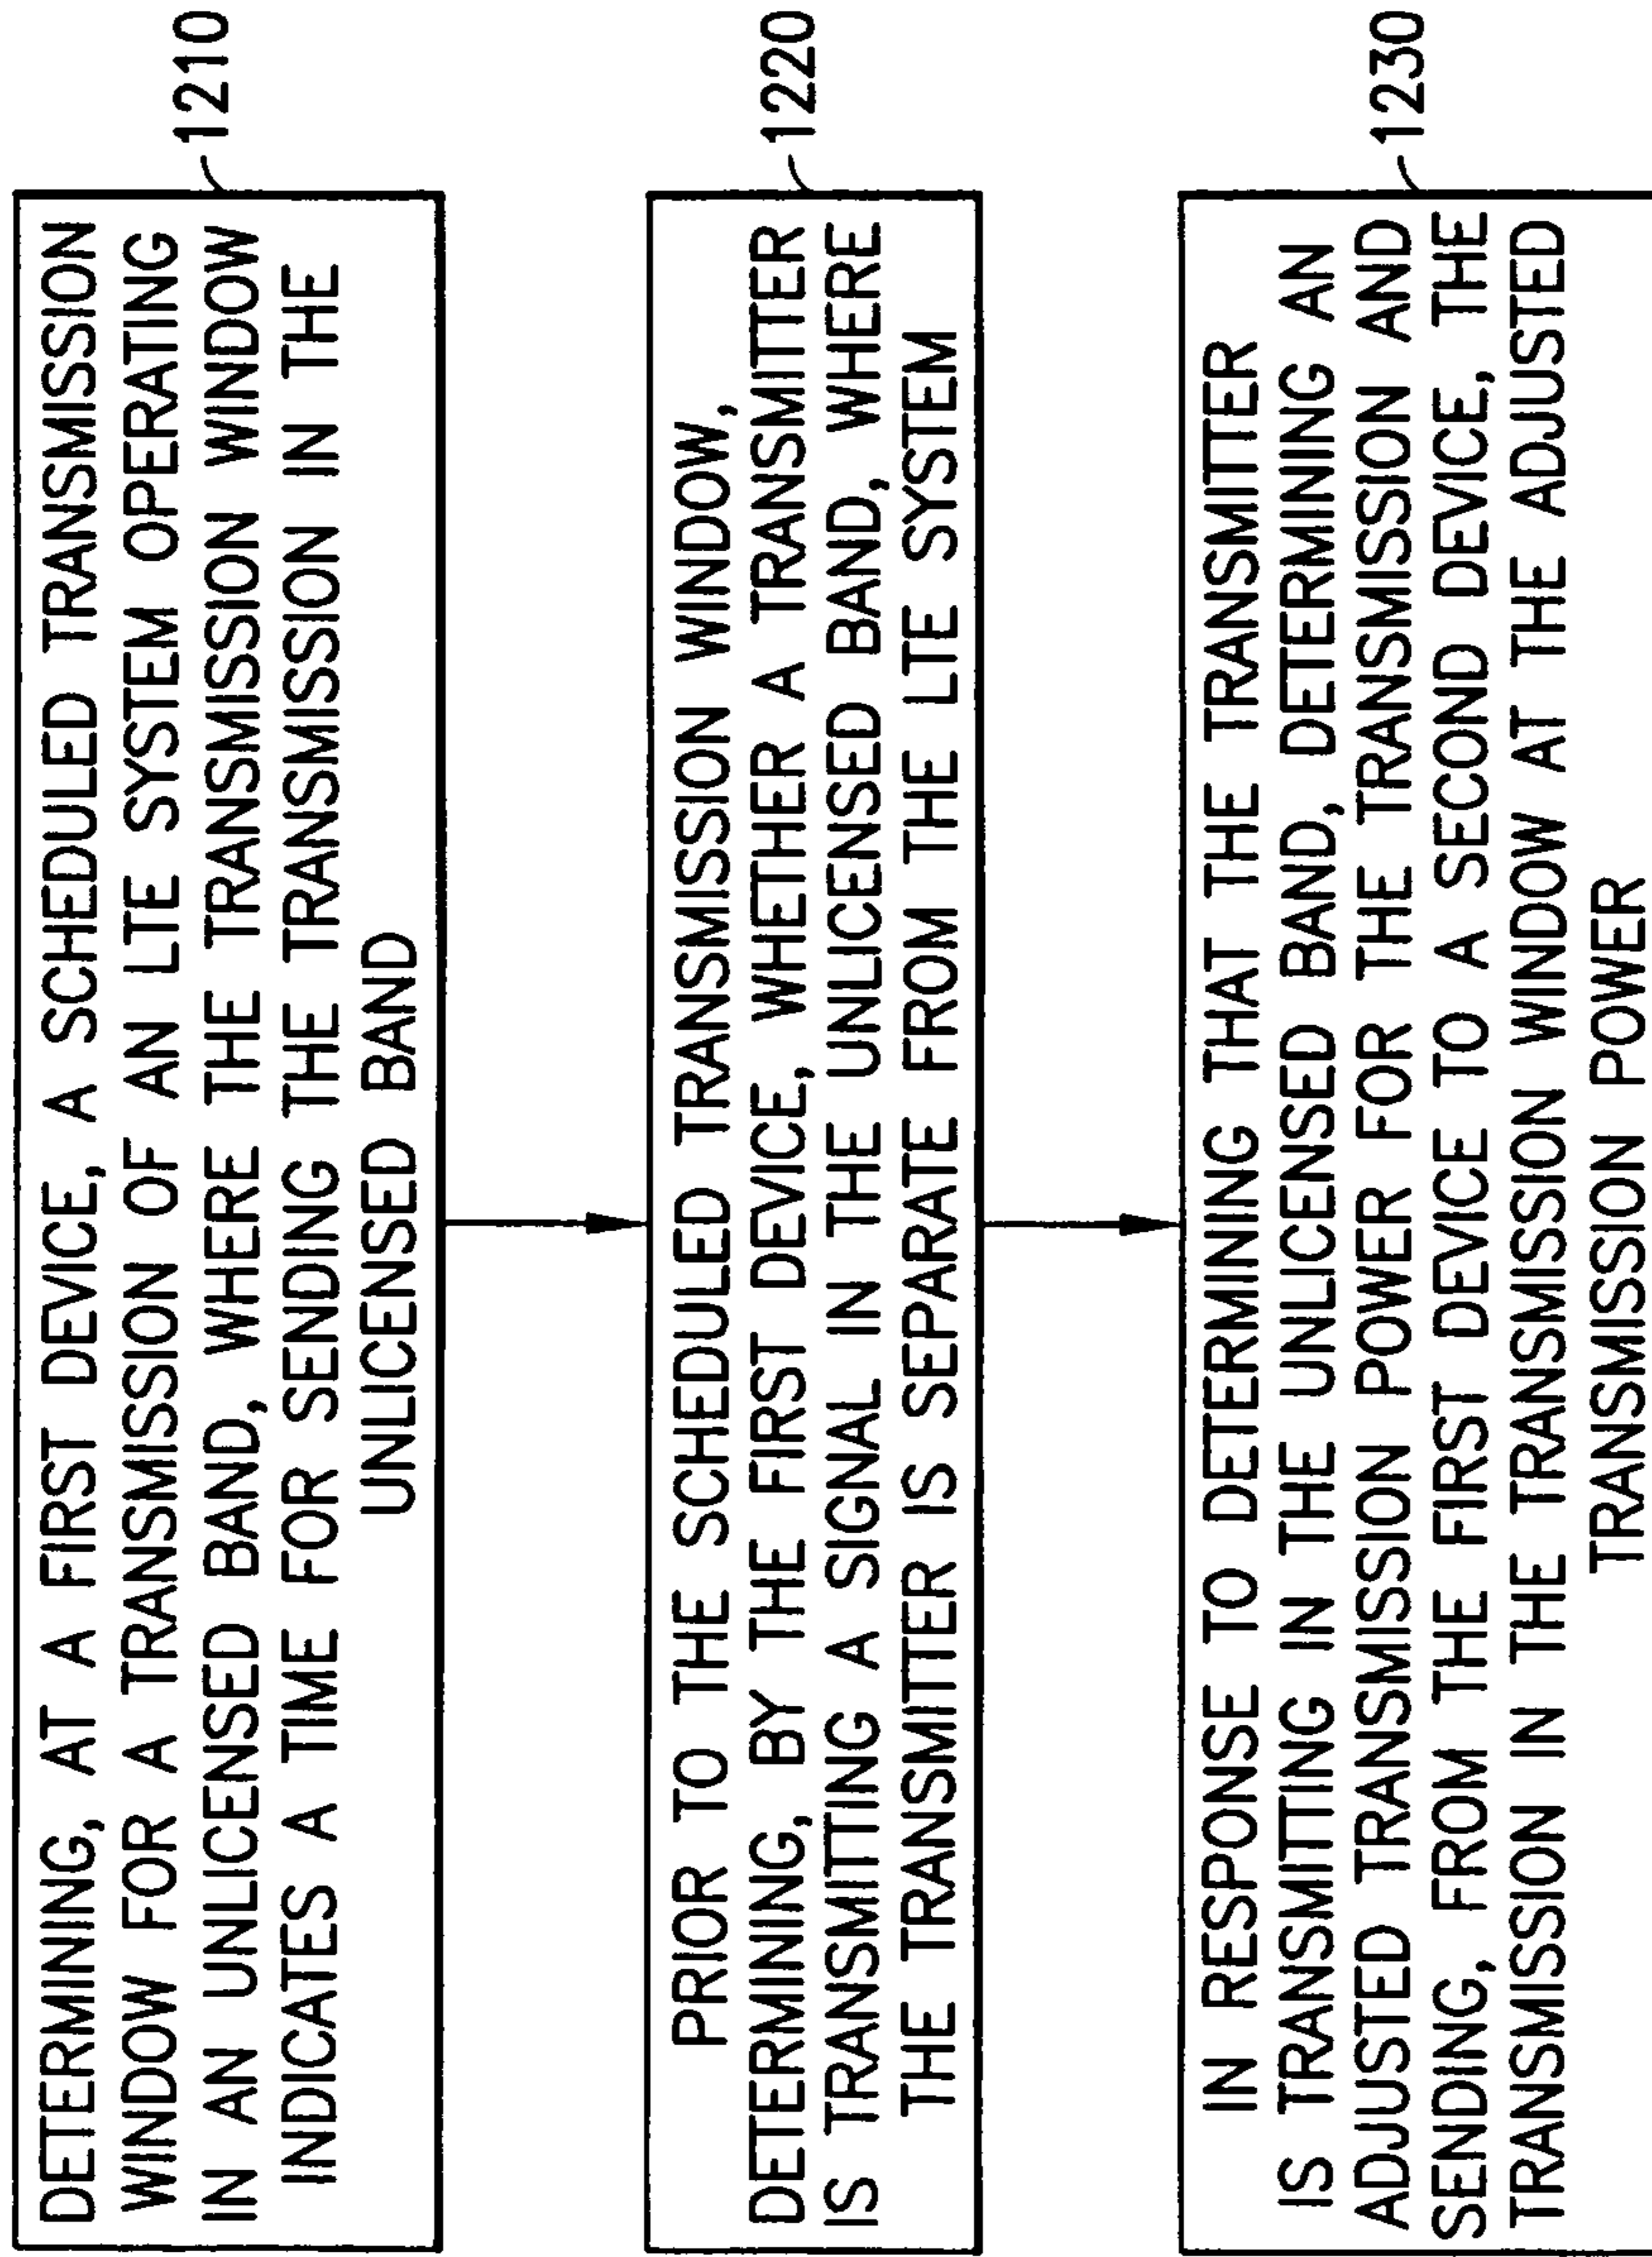 DETERMINING, AT A FIRST DEVICE, A SCHEDULED TRANSMISSION
WINDOW FOR A TRANSMISSION OF AN LTE SYSTEM OPERATING
IN AN UNLICENSED BAND, WHERE THE TRANSMISSION WINDOW
INDICATES A TIME FOR SENDING THE TRANSMISSION IN THE
UNLICENSED BAND
1210
PRIOR TO THE SCHEDULED TRANSMISSION WINDOW,
DETERMINING, BY THE FIRST DEVICE, WHETHER A TRANSMITTER
IS TRANSMITTING A SIGNAL IN THE UNLICENSED BAND, WHERE
THE TRANSMITTER IS SEPARATE FROM THE LTE SYSTEM
1220
IN RESPONSE TO DETERMINING THAT THE TRANSMITTER
IS TRANSMITTING IN THE UNLICENSED BAND, DETERMINING AN
ADJUSTED TRANSMISSION POWER FOR THE TRANSMISSION AND
SENDING, FROM THE FIRST DEVICE TO A SECOND DEVICE, THE
TRANSMISSION IN THE TRANSMISSION WINDOW AT THE ADJUSTED
TRANSMISSION POWER
1230